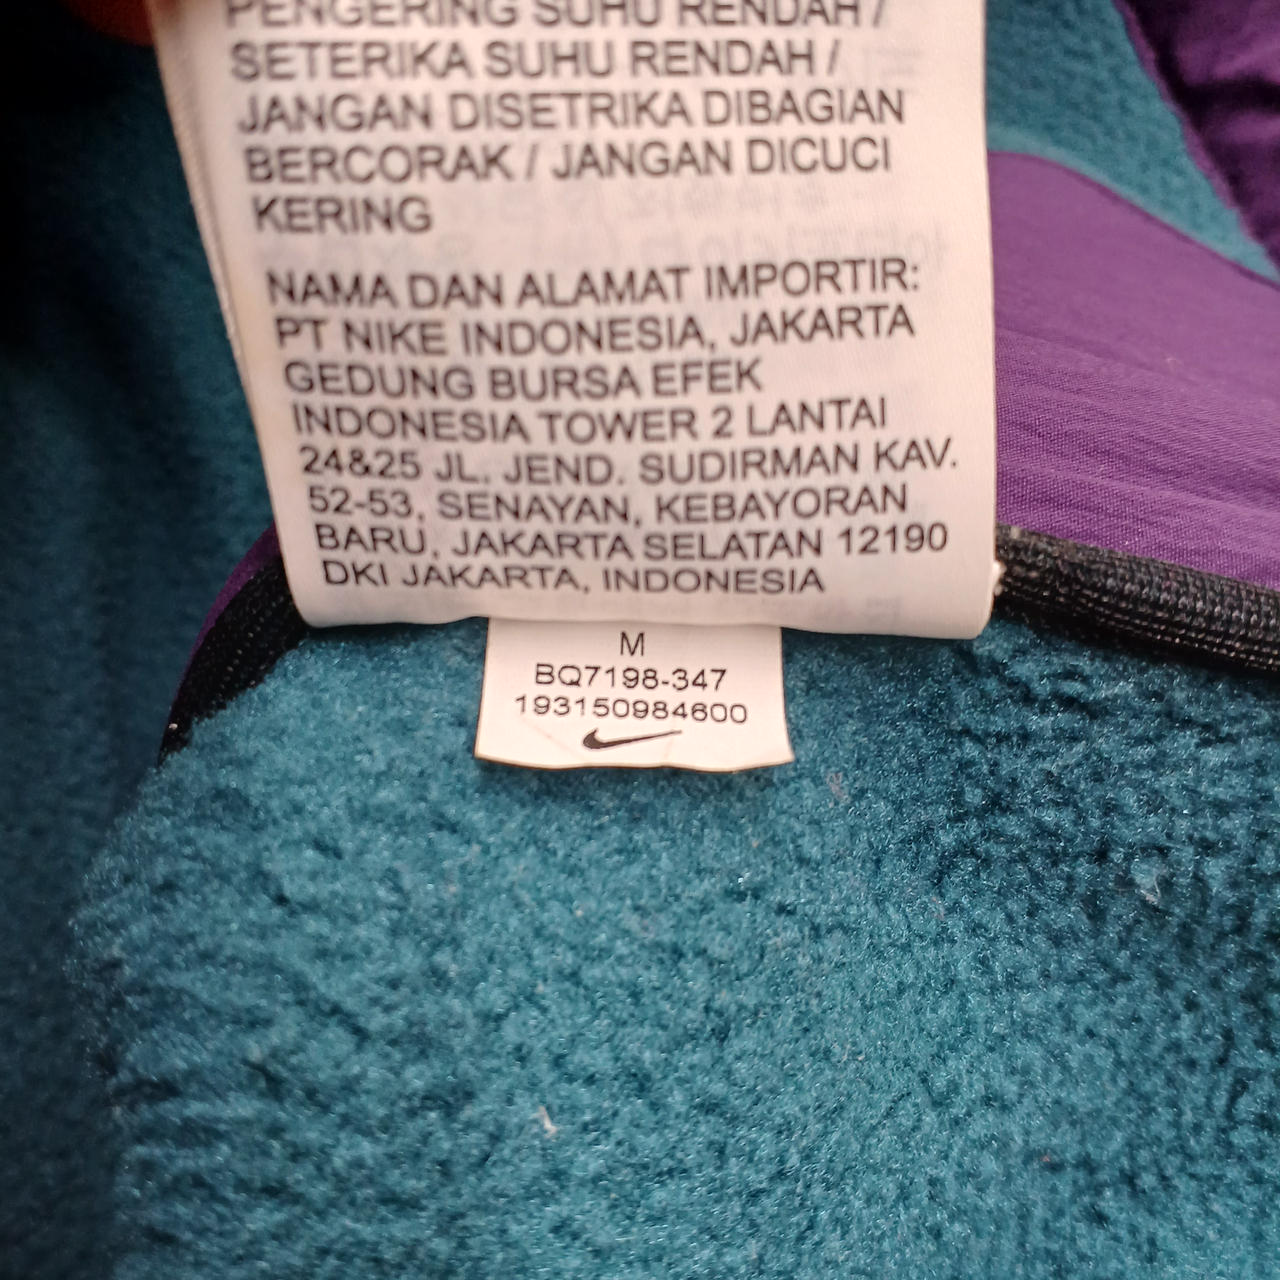 PENGERING SUHU RENDAH /
SETERIKA SUHU RENDAH /
JANGAN DISETRIKA DIBAGIAN
BERCORAK / JANGAN DICUCI
KERING
NAMA DAN ALAMAT IMPORTIR:
PT NIKE INDONESIA, JAKARTA
GEDUNG BURSA EFEK
INDONESIA TOWER 2 LANTAI
24&25 JL. JEND. SUDIRMAN KAV.
52-53, SENAYAN, KEBAYORAN
BARU, JAKARTA SELATAN 12190
DKI JAKARTA, INDONESIA
M
BQ7198-347
193150984600